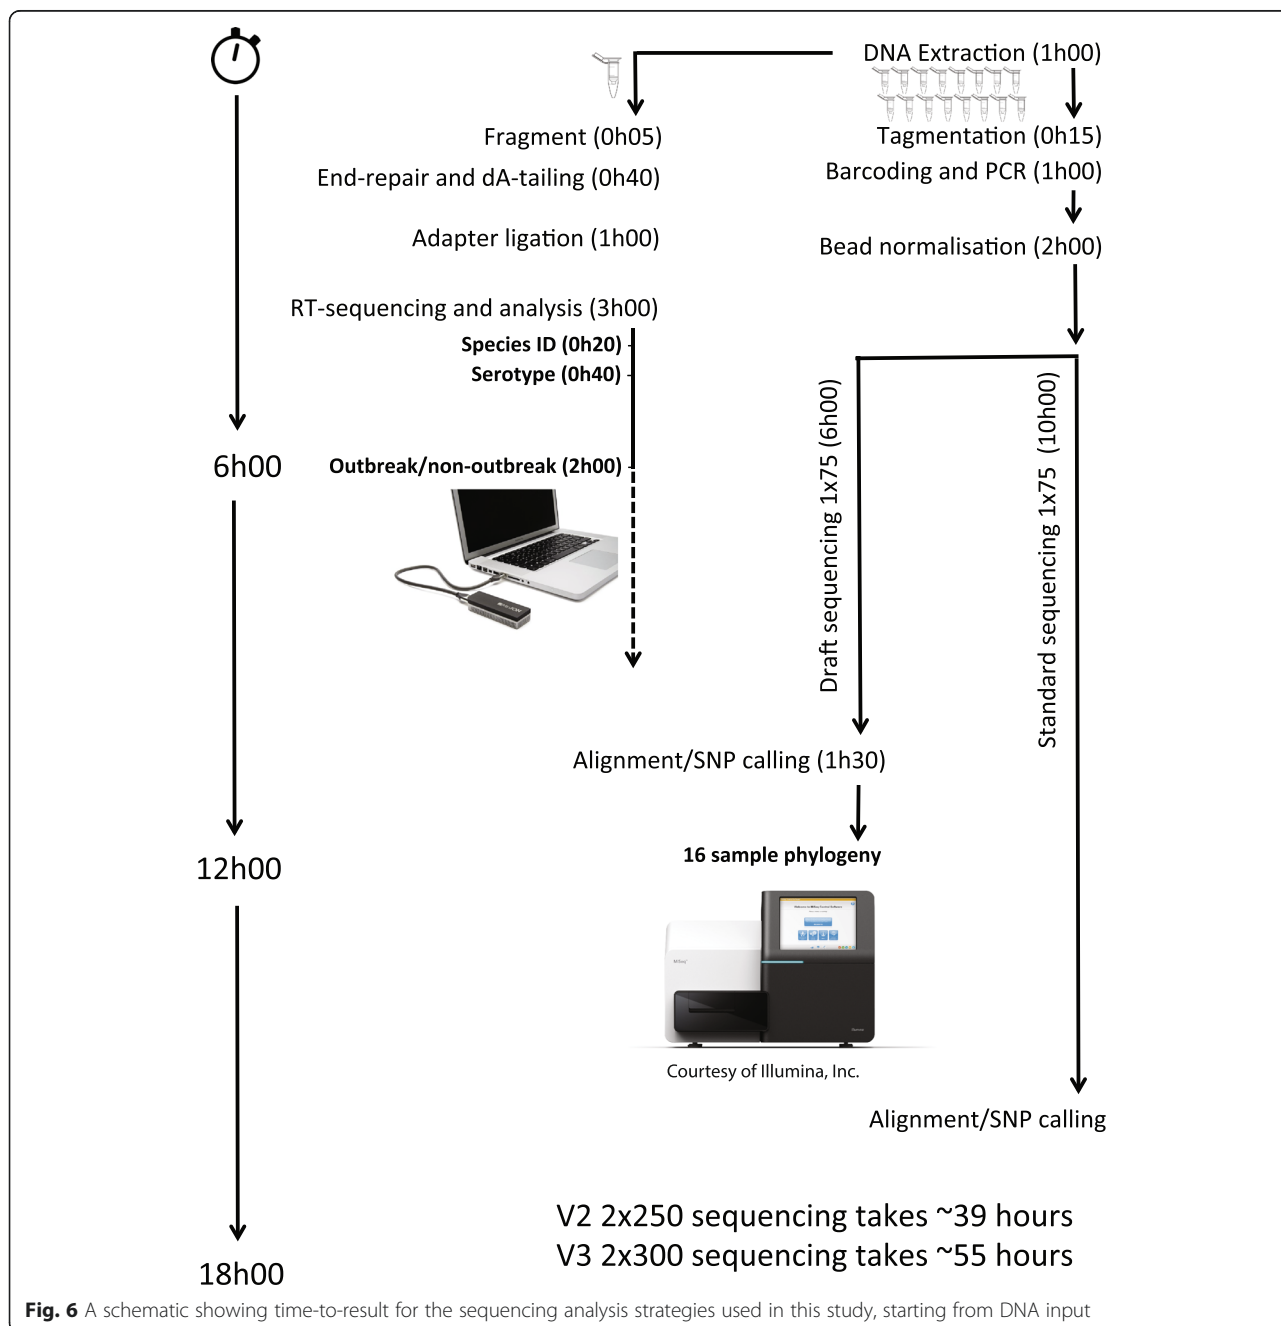 DNA Extraction (1h00)
Fragment (0h05)
Tagmentation (0h15)
End-repair and dA-tailing (0h40)
Barcoding and PCR (1h00)
Adapter ligation (1h00)
Bead normalisation (2h00)
RT-sequencing and analysis (3h00)
Species ID (0h20)
Serotype (0h40)
6h00
Outbreak/non-outbreak (2h00)
Draft sequencing 1x75 (6h00)
Standard sequencing 1x75 (10h00)
Alignment/SNP calling (1h30)
12h00
16 sample phylogeny
Courtesy of Illumina, Inc.
Alignment/SNP calling
V2 2x250 sequencing takes ~39 hours
V3 2x300 sequencing takes ~55 hours
18h00
Fig. 6 A schematic showing time-to-result for the sequencing analysis strategies used in this study, starting from DNA input